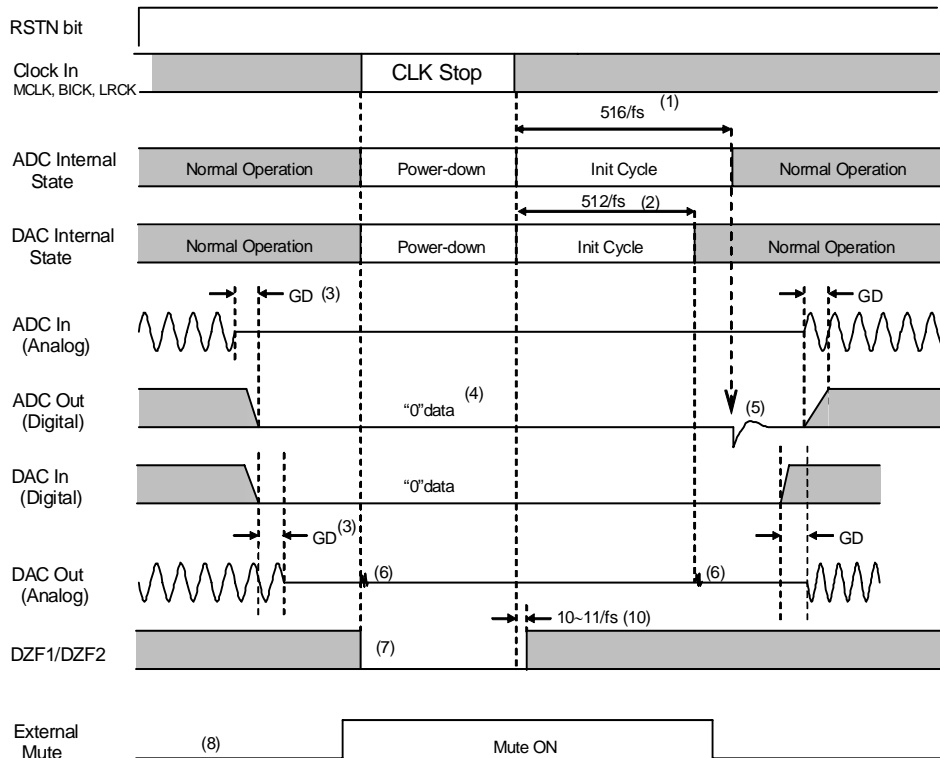 RSTN bit
Clock In
MCLK, BICK, LRCK
CLK Stop
516/fs (1)
ADC Internal
State
Normal Operation
Power-down
Init Cycle
Normal Operation
512/fs (2)
DAC Internal
State
Normal Operation
Power-down
Init Cycle
Normal Operation
GD (3)
GD
ADC In
(Analog)
ADC Out
(Digital)
"0"data
(4)
(5)
DAC In
(Digital)
"0"data
GD (3)
GD
DAC Out
(Analog)
(6)
(6)
10~11/fs (10)
DZF1/DZF2
(7)
External
Mute
(8)
Mute ON